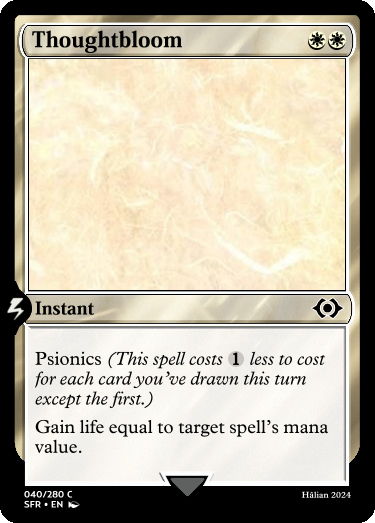 Thoughtbloom
Instant
Psionics (This spell costs 1 less to cost
for each card you've drawn this turn
except the first.)
Gain life equal to target spell's mana
value.
040/280 C
SFR • EN
Hālian 2024